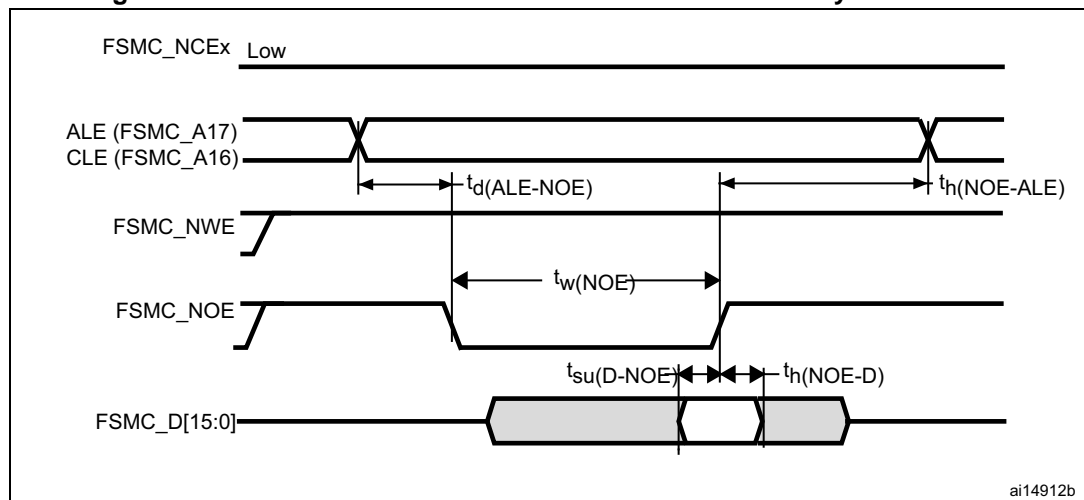 FSMC_NCEx Low
ALE (FSMC_A17)
CLE (FSMC_A16)
td(ALE-NOE)
th(NOE-ALE)
FSMC_NWE
tw(NOE)
FSMC_NOE
tsu(D-NOE)
th(NOE-D)
FSMC_D[15:0]
ai14912b